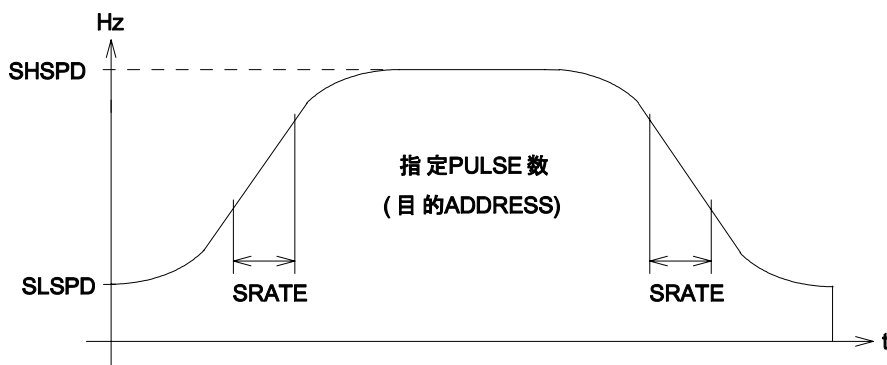 Hz
SHSPD
指定PULSE数
(目的ADDRESS)
SLSPD
SRATE
SRATE
t